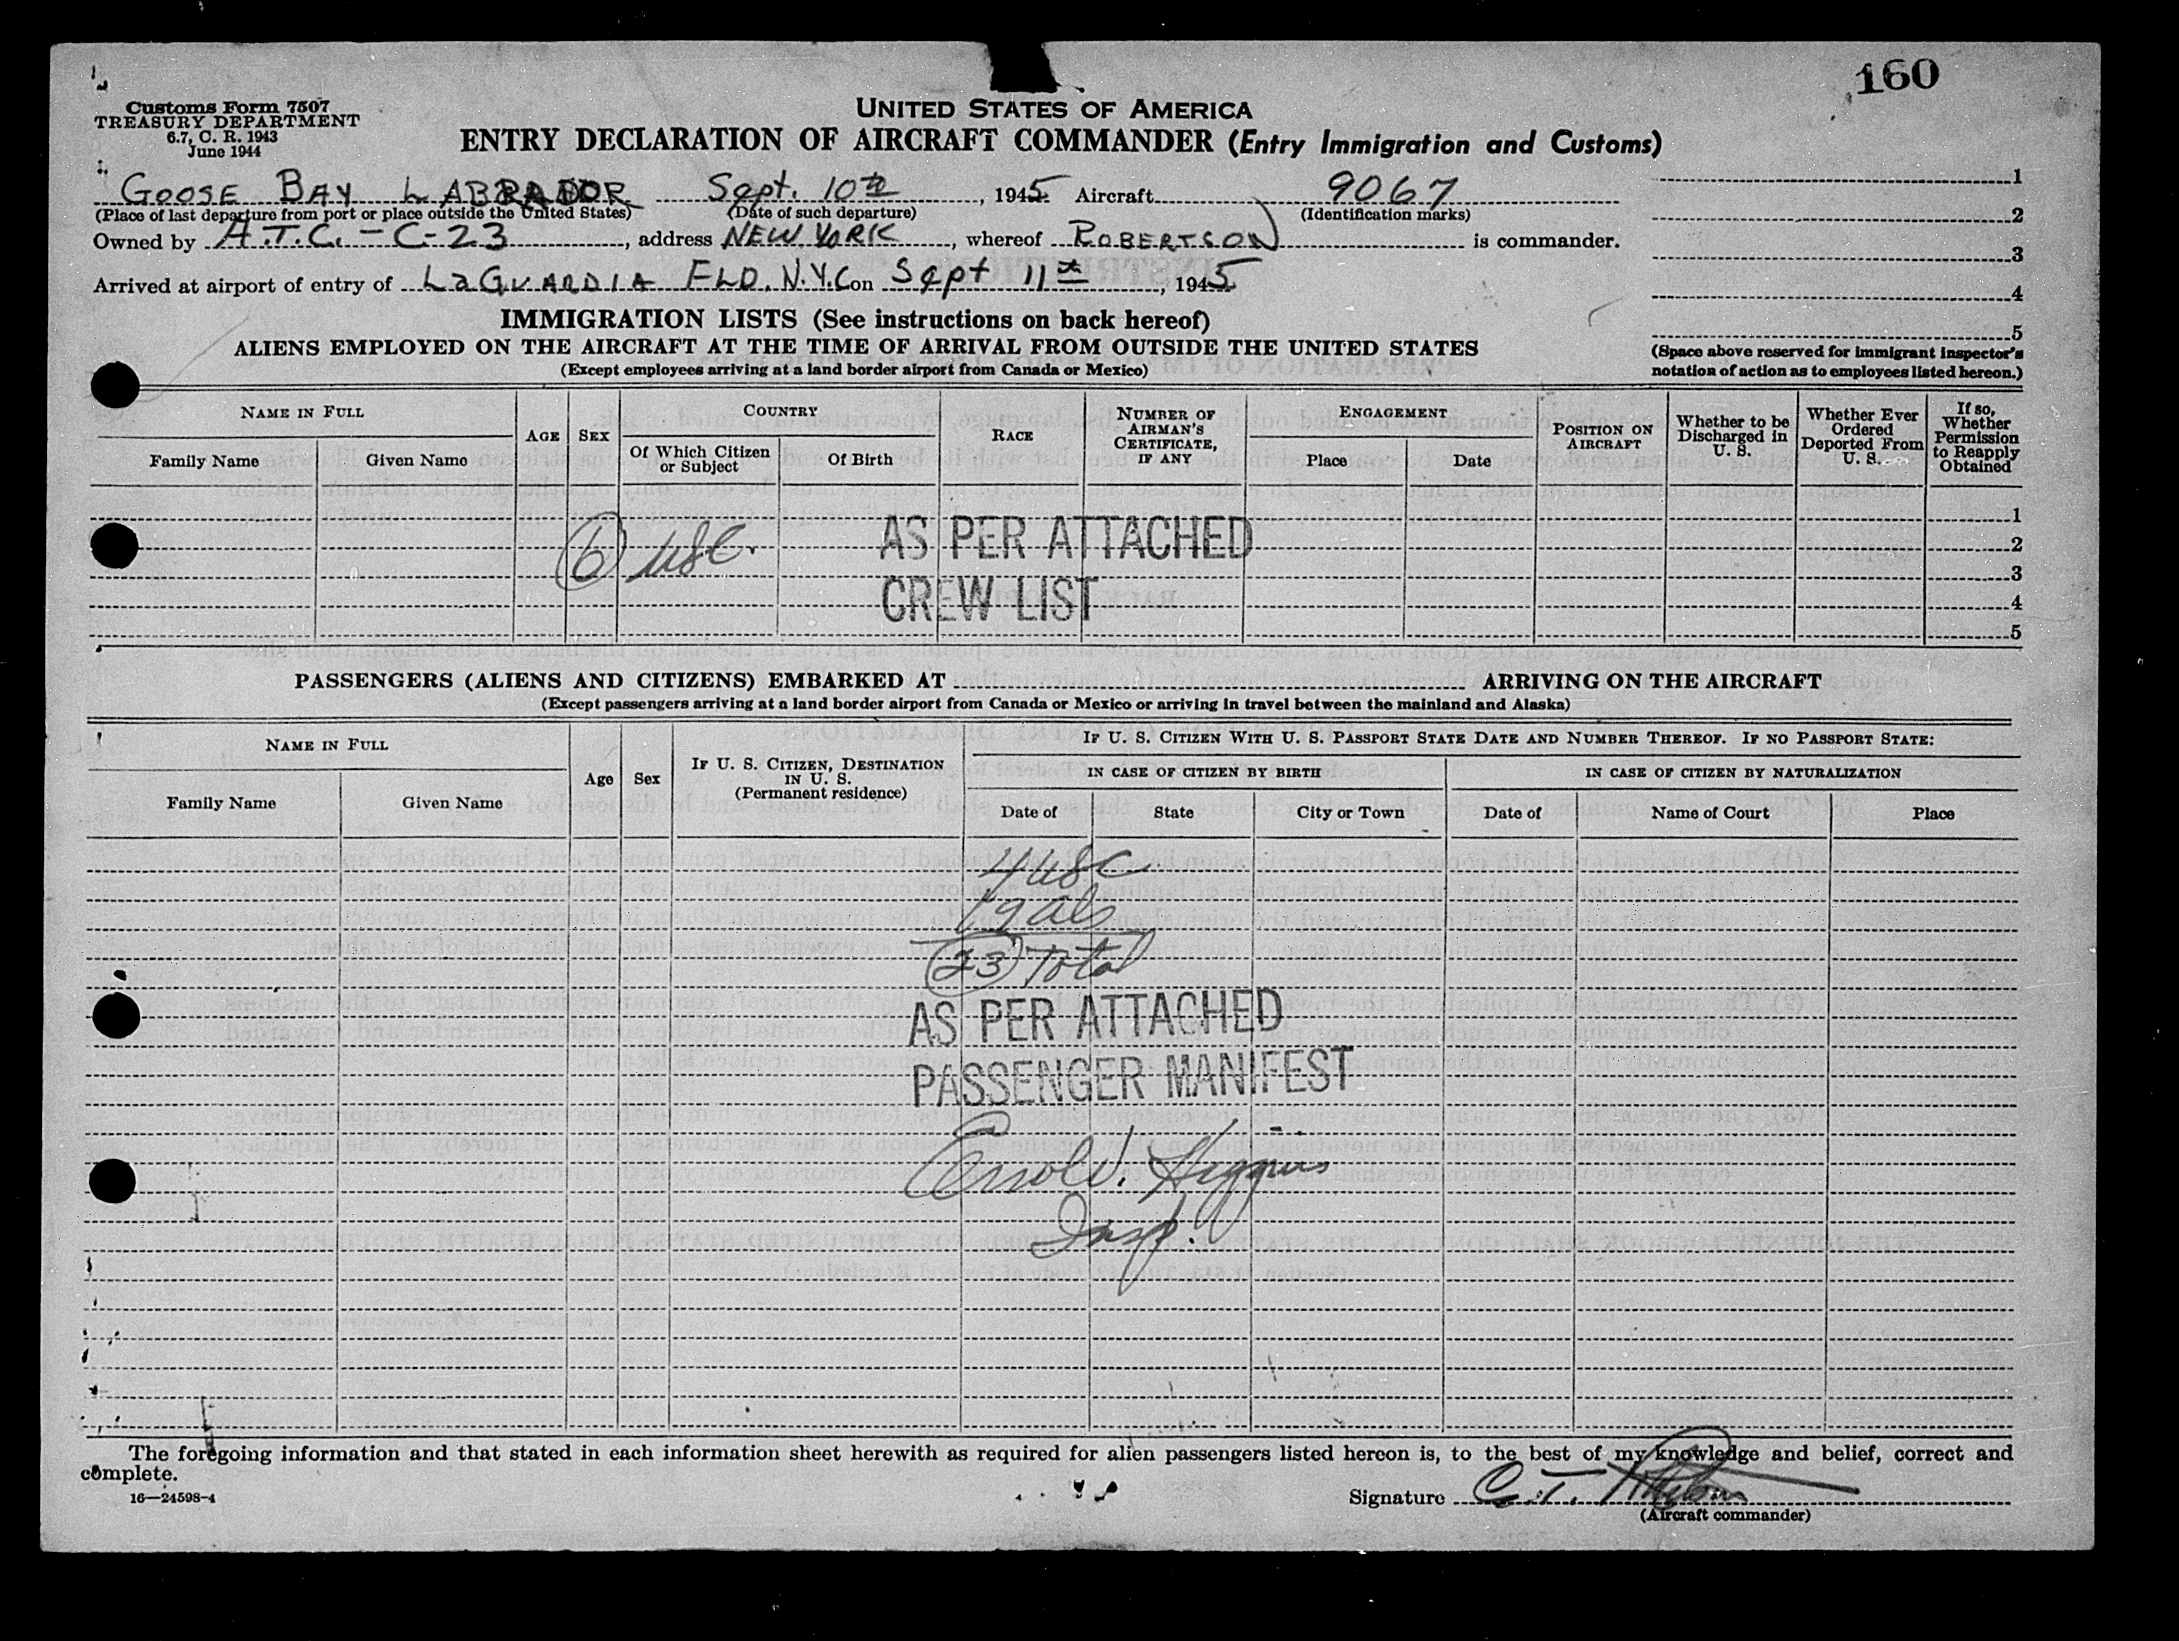 160
Customs Form 7507
TREASURY DEPARTMENT
6.7, C. R. 1943
June 1944
UNITED STATES OF AMERICA
ENTRY DECLARATION OF AIRCRAFT COMMANDER (Entry Immigration and Customs)
GOOSE BAY LABRADOR Sept. 10th, 1945 Aircraft 9067
(Place of last departure from port or place outside the United States) (Date of such departure) (Identification marks)
Owned by A.T.C. - C-23, address NEW YORK, whereof ROBERTSON is commander.
Arrived at airport of entry of LaGUARDIA FLD. N.Y.C on Sept 11th, 1945
1
2
3
4
5
(Space above reserved for immigrant inspector's
notation of action as to employees listed hereon.)
IMMIGRATION LISTS (See instructions on back hereof)
ALIENS EMPLOYED ON THE AIRCRAFT AT THE TIME OF ARRIVAL FROM OUTSIDE THE UNITED STATES
(Except employees arriving at a land border airport from Canada or Mexico)
NAME IN FULL
Family Name
Given Name
AGE
SEX
COUNTRY
Of Which Citizen
or Subject
Of Birth
RACE
NUMBER OF
AIRMAN'S
CERTIFICATE,
IF ANY
ENGAGEMENT
Place
Date
POSITION ON
AIRCRAFT
Whether to be
Discharged in
U. S.
Whether Ever
Ordered
Deported From
U. S.
If so,
Whether
Permission
to Reapply
Obtained
1
2
3
4
5
6 USC.
AS PER ATTACHED
CREW LIST
PASSENGERS (ALIENS AND CITIZENS) EMBARKED AT ARRIVING ON THE AIRCRAFT
(Except passengers arriving at a land border airport from Canada or Mexico or arriving in travel between the mainland and Alaska)
NAME IN FULL
Family Name
Given Name
Age
Sex
IF U. S. CITIZEN, DESTINATION
IN U. S.
(Permanent residence)
IF U. S. CITIZEN WITH U. S. PASSPORT STATE DATE AND NUMBER THEREOF. IF NO PASSPORT STATE:
IN CASE OF CITIZEN BY BIRTH
Date of
State
City or Town
IN CASE OF CITIZEN BY NATURALIZATION
Date of
Name of Court
Place
4 USC
19 als
23 Total
AS PER ATTACHED
PASSENGER MANIFEST
Errol V. Higgins
Insp.
The foregoing information and that stated in each information sheet herewith as required for alien passengers listed hereon is, to the best of my knowledge and belief, correct and
complete.
16—24598-4
Signature C. T.
(Aircraft commander)